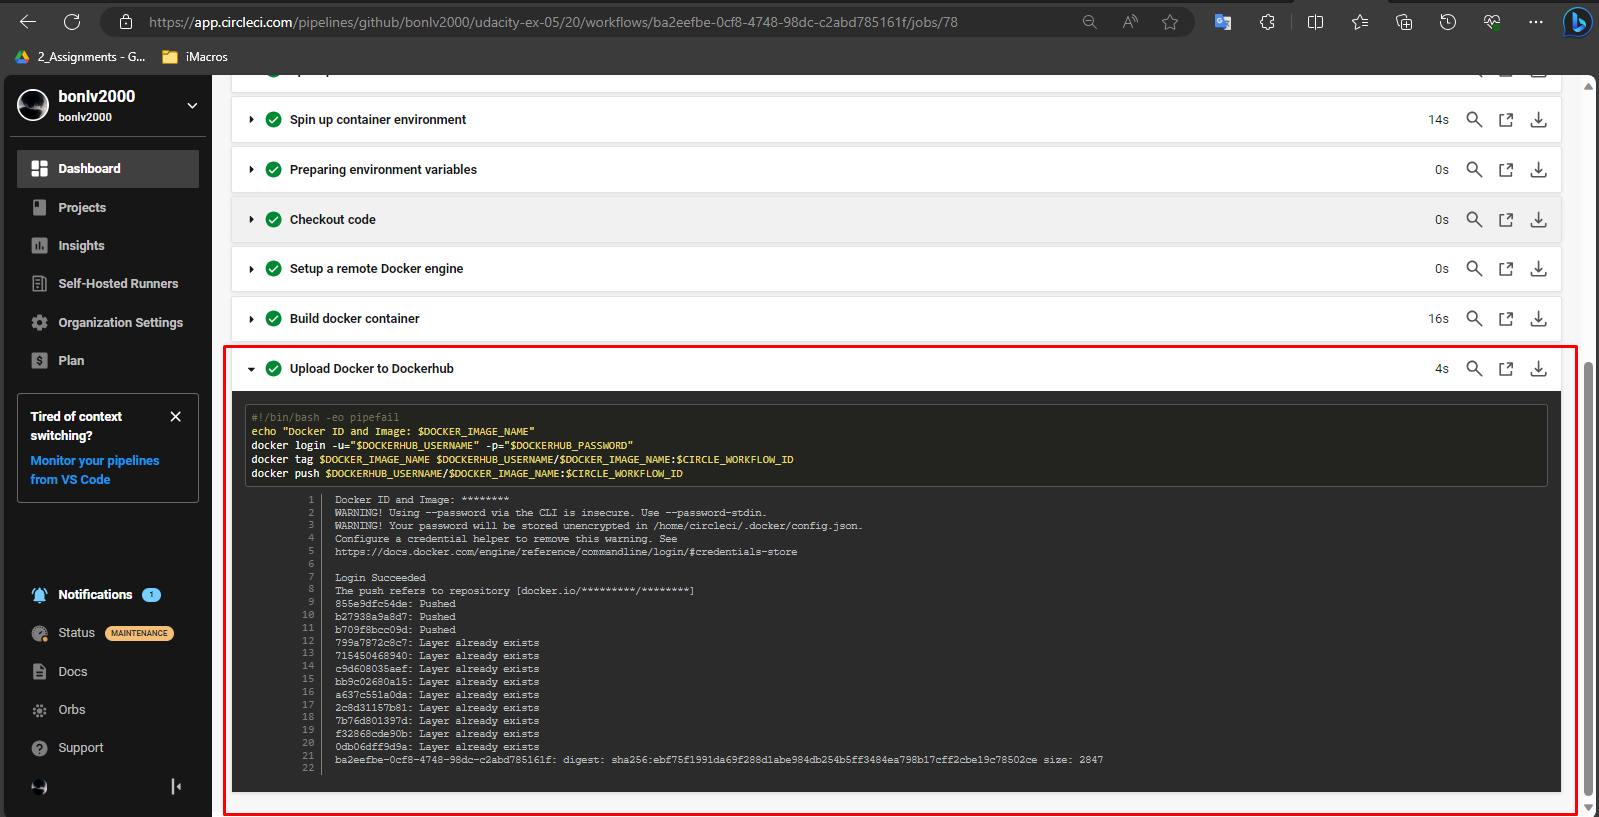 https://app.circleci.com/pipelines/github/bonlv2000/udacity-ex-05/20/workflows/ba2eefbe-0cf8-4748-98dc-c2abd785161f/jobs/78
2_Assignments - G...
iMacros
bonlv2000
bonlv2000
Dashboard
Projects
Insights
Self-Hosted Runners
Organization Settings
Plan
Tired of context
switching?
Monitor your pipelines
from VS Code
Notifications 1
Status MAINTENANCE
Docs
Orbs
Support
Spin up container environment 14s
Preparing environment variables 0s
Checkout code 0s
Setup a remote Docker engine 0s
Build docker container 16s
Upload Docker to Dockerhub 4s
#!/bin/bash -eo pipefail
echo "Docker ID and Image: $DOCKER_IMAGE_NAME"
docker login -u="$DOCKERHUB_USERNAME" -p="$DOCKERHUB_PASSWORD"
docker tag $DOCKER_IMAGE_NAME $DOCKERHUB_USERNAME/$DOCKER_IMAGE_NAME:$CIRCLE_WORKFLOW_ID
docker push $DOCKERHUB_USERNAME/$DOCKER_IMAGE_NAME:$CIRCLE_WORKFLOW_ID
1 Docker ID and Image: ********
2 WARNING! Using --password via the CLI is insecure. Use --password-stdin.
3 WARNING! Your password will be stored unencrypted in /home/circleci/.docker/config.json.
4 Configure a credential helper to remove this warning. See
5 https://docs.docker.com/engine/reference/commandline/login/#credentials-store
6
7 Login Succeeded
8 The push refers to repository [docker.io/*********/********]
9 855e9dfc54de: Pushed
10 b27938a9a8d7: Pushed
11 b709f8bcc09d: Pushed
12 799a7872c8c7: Layer already exists
13 715450468940: Layer already exists
14 c9d608035aef: Layer already exists
15 bb9c02680a15: Layer already exists
16 a637c551a0da: Layer already exists
17 2c8d31157b81: Layer already exists
18 7b76d801397d: Layer already exists
19 f32868cde90b: Layer already exists
20 0db06dff9d9a: Layer already exists
21 ba2eefbe-0cf8-4748-98dc-c2abd785161f: digest: sha256:ebf75f1991da69f288d1abe984db254b5ff3484ea798b17cff2cbe19c78502ce size: 2847
22